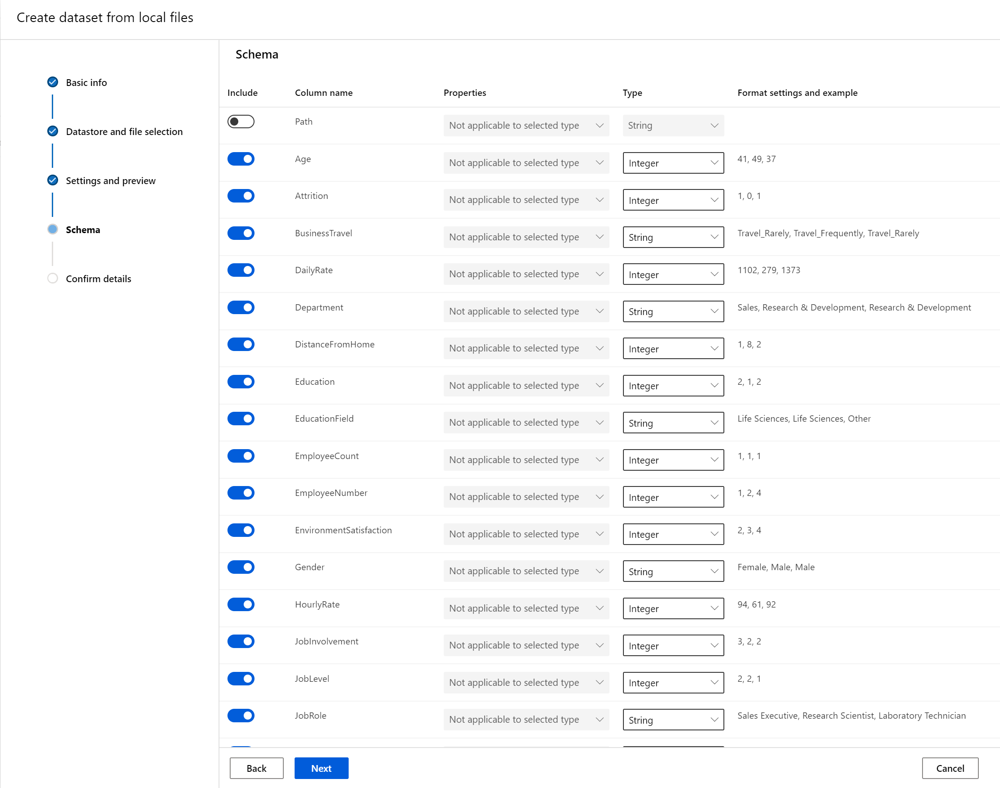 Create dataset from local files
Basic info
Datastore and file selection
Settings and preview
Schema
Confirm details
Schema
Include Column name Properties Type Format settings and example
Path Not applicable to selected type String
Age Not applicable to selected type Integer 41, 49, 37
Attrition Not applicable to selected type Integer 1, 0, 1
BusinessTravel Not applicable to selected type String Travel_Rarely, Travel_Frequently, Travel_Rarely
DailyRate Not applicable to selected type Integer 1102, 279, 1373
Department Not applicable to selected type String Sales, Research & Development, Research & Development
DistanceFromHome Not applicable to selected type Integer 1, 8, 2
Education Not applicable to selected type Integer 2, 1, 2
EducationField Not applicable to selected type String Life Sciences, Life Sciences, Other
EmployeeCount Not applicable to selected type Integer 1, 1, 1
EmployeeNumber Not applicable to selected type Integer 1, 2, 4
EnvironmentSatisfaction Not applicable to selected type Integer 2, 3, 4
Gender Not applicable to selected type String Female, Male, Male
HourlyRate Not applicable to selected type Integer 94, 61, 92
JobInvolvement Not applicable to selected type Integer 3, 2, 2
JobLevel Not applicable to selected type Integer 2, 2, 1
JobRole Not applicable to selected type String Sales Executive, Research Scientist, Laboratory Technician
Back Next Cancel